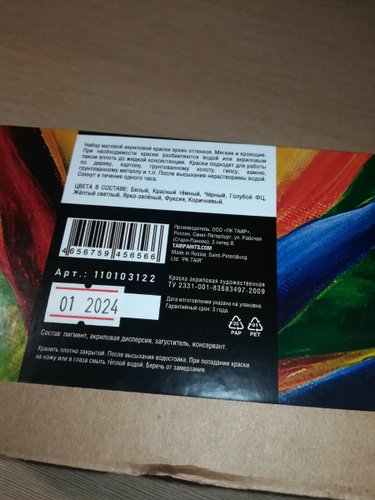 Набор матовой акриловой краски ярких оттенков. Мягкие и кроющие.
При необходимости краски разбавляются водой или акриловым
лаком вплоть до жидкой консистенции. Краски подходят для работы
по дереву, картону, грунтованному холсту, гипсу, камню,
грунтованному металлу и т.п. После высыхания нерастворимы водой.
Сохнут в течение одного часа.
ЦВЕТА В СОСТАВЕ: Белый, Красный тёмный, Чёрный, Голубой ФЦ,
Жёлтый светлый, Ярко-зелёный, Фуксия, Коричневый.
4 656759 456566
Арт.: 110103122
01 2024
Производитель: ООО «ПК ТАИР»,
Россия, Санкт-Петербург, ул. Рабочая
(Старо-Паново), 3 литер В.
TAIRPAINTS.COM
Made in Russia, Saint-Petersburg
Ltd. "PK TAIR"
Краска акриловая художественная
ТУ 2331-001-83883497-2009
Дата изготовления указана на упаковке.
Гарантийный срок: 3 года.
20 PAP
01 PET
Состав: пигмент, акриловая дисперсия, загуститель, консервант.
Хранить плотно закрытой. После высыхания водостойка. При попадании краски
на кожу или в глаза смыть тёплой водой. Беречь от замерзания.